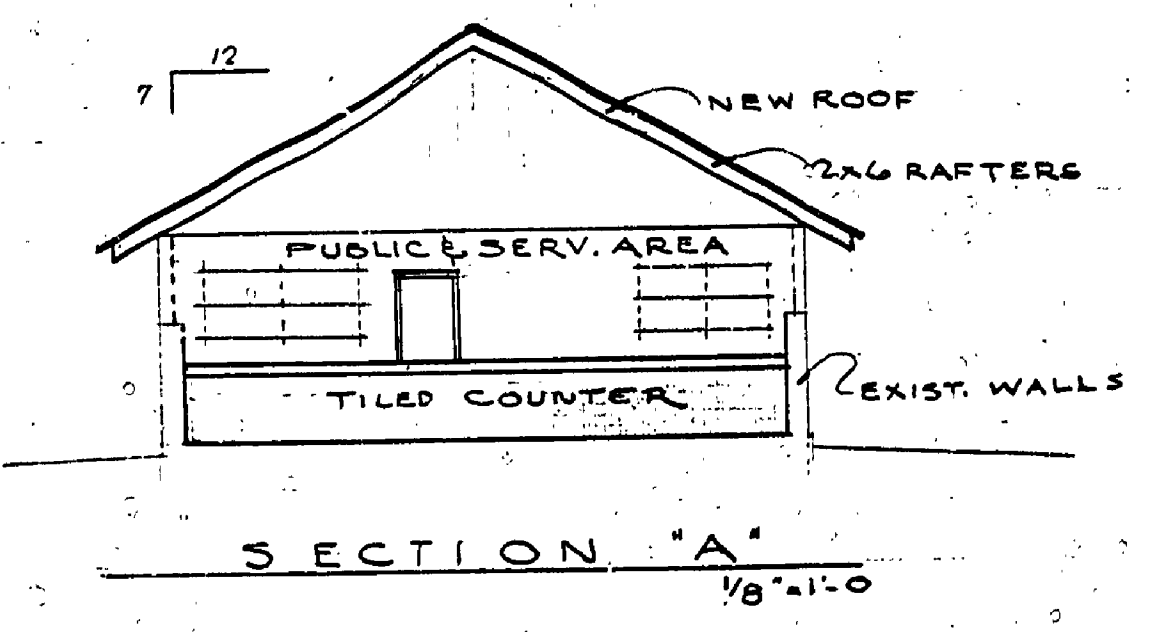 12
7
NEW ROOF
2x6 RAFTERS
PUBLIC & SERV. AREA
TILED COUNTER
EXIST. WALLS
SECTION "A"
1/8"=1'-0